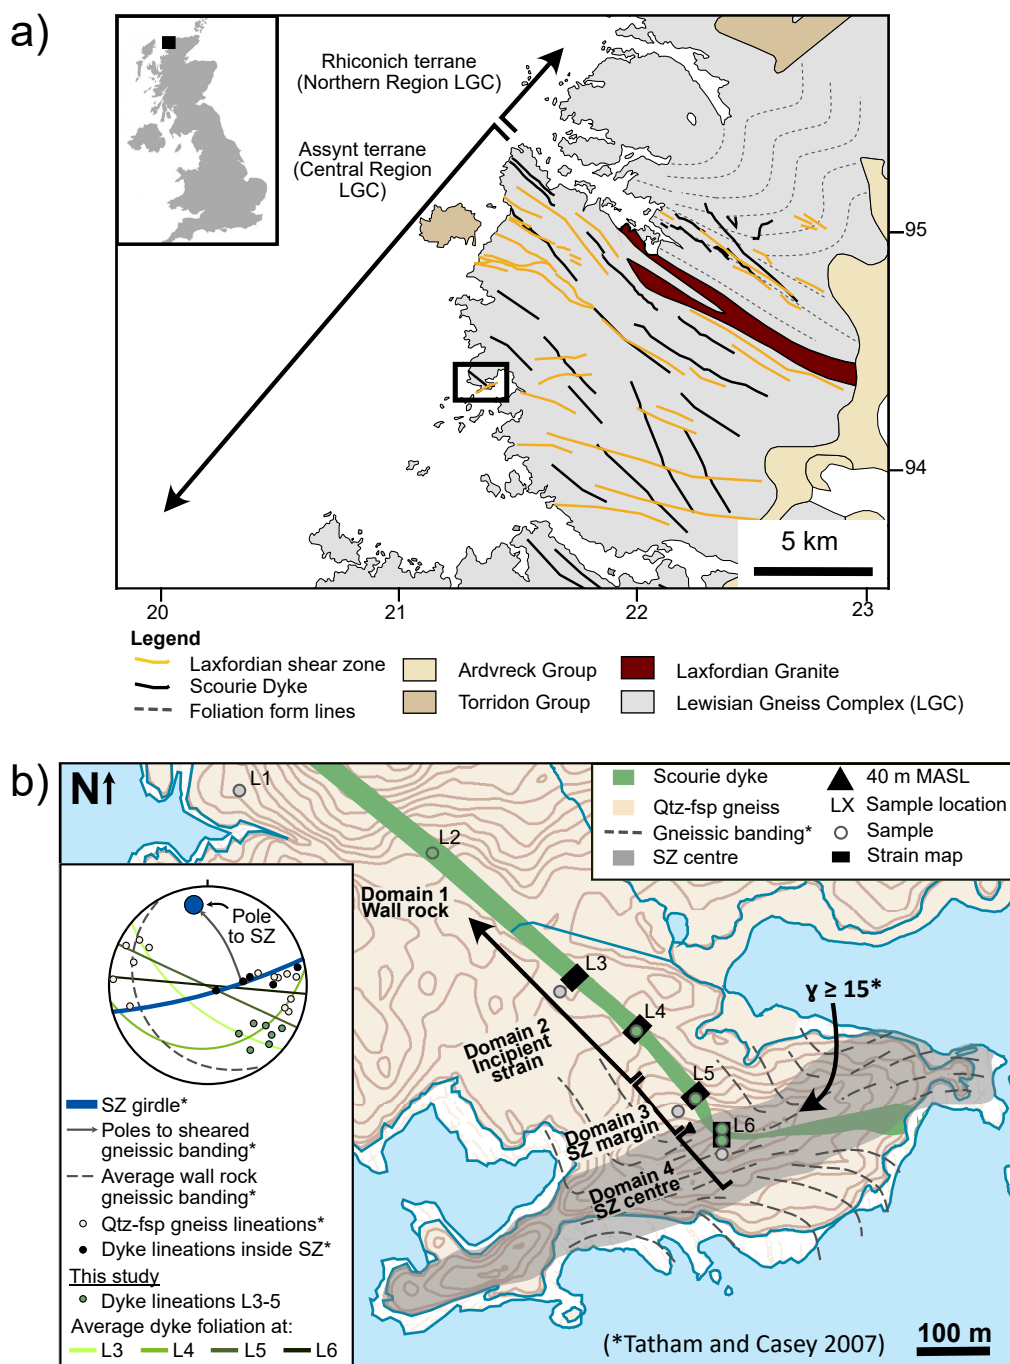 a)
Rhiconich terrane
(Northern Region LGC)
Assynt terrane
(Central Region
LGC)
95
94
5 km
20
21
22
23
Legend
Laxfordian shear zone
Scourie Dyke
Foliation form lines
Ardvreck Group
Torridon Group
Laxfordian Granite
Lewisian Gneiss Complex (LGC)
b)
N
L1
L2
Scourie dyke
Qtz-fsp gneiss
Gneissic banding*
SZ centre
40 m MASL
LX Sample location
Sample
Strain map
Domain 1
Wall rock
L3
L4
Domain 2
Incipient
strain
γ ≥ 15*
L5
L6
Domain 3
SZ margin
Domain 4
SZ centre
Pole
to SZ
SZ girdle*
Poles to sheared
gneissic banding*
Average wall rock
gneissic banding*
Qtz-fsp gneiss lineations*
Dyke lineations inside SZ*
This study
Dyke lineations L3-5
Average dyke foliation at:
L3 L4 L5 L6
(*Tatham and Casey 2007)
100 m